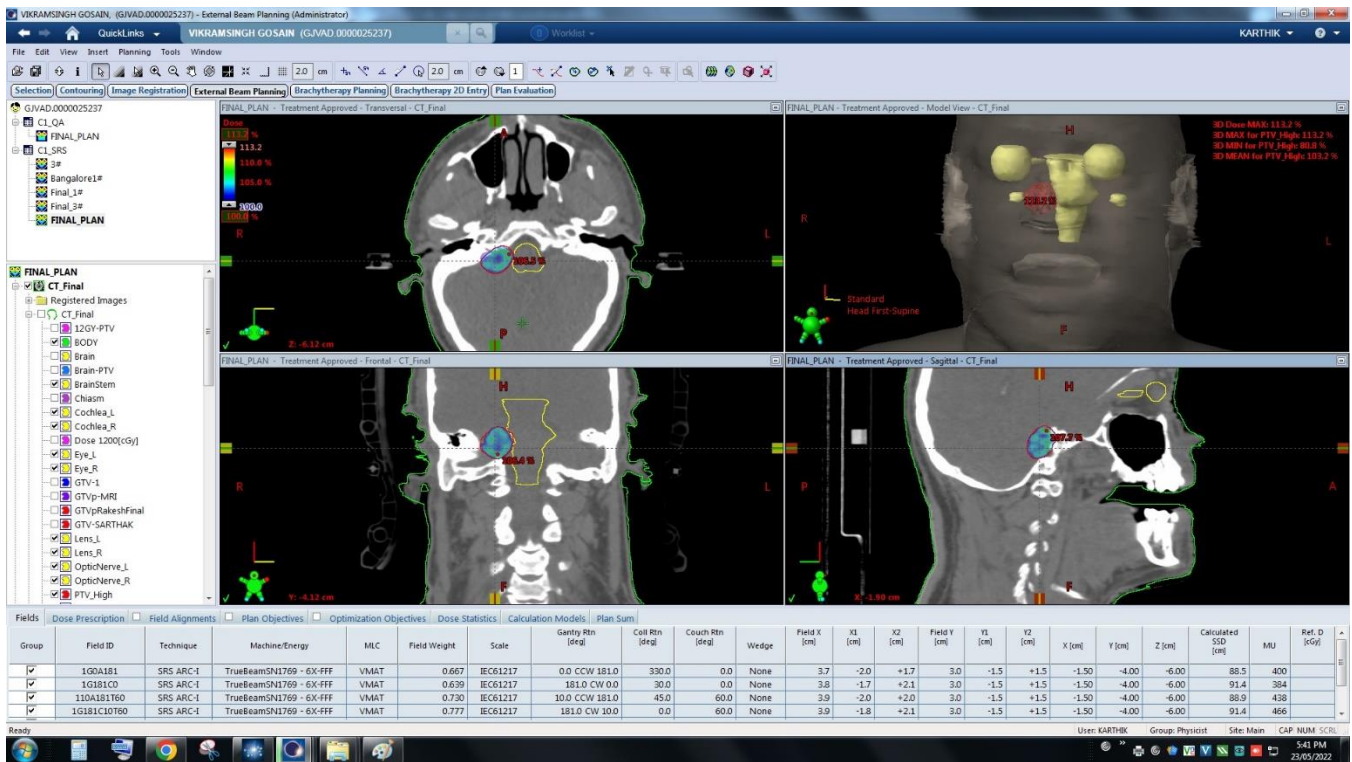 VIKRAMSINGH GOSAIN, (GJVAD.0000025237) - External Beam Planning (Administrator)
QuickLinks
VIKRAMSINGH GOSAIN (GJVAD.0000025237)
Worklist
KARTHIK
File Edit View Insert Planning Tools Window
2.0 cm 2.0 cm 1
Selection Contouring Image Registration External Beam Planning Brachytherapy Planning Brachytherapy 2D Entry Plan Evaluation
GJVAD.0000025237
C1_QA
FINAL_PLAN
C1_SRS
3#
Bangalore1#
Final_1#
Final_3#
FINAL_PLAN
FINAL_PLAN
CT_Final
Registered Images
CT_Final
12GY-PTV
BODY
Brain
Brain-PTV
BrainStem
Chiasm
Cochlea_L
Cochlea_R
Dose 1200[cGy]
Eye_L
Eye_R
GTV-1
GTVp-MRI
GTVpRakeshFinal
GTV-SARTHAK
Lens_L
Lens_R
OpticNerve_L
OpticNerve_R
PTV_High
FINAL_PLAN - Treatment Approved - Transversal - CT_Final
Dose
113.2 %
113.2
110.0 %
105.0 %
100.0
100.0 %
A
R
L
P
Z: -6.12 cm
FINAL_PLAN - Treatment Approved - Model View - CT_Final
3D Dose MAX: 113.2 %
3D MAX for PTV_High: 113.2 %
3D MIN for PTV_High: 80.8 %
3D MEAN for PTV_High: 103.2 %
H
113.2 %
R
L
Standard
Head First-Supine
F
FINAL_PLAN - Treatment Approved - Frontal - CT_Final
H
R
L
F
Y: -4.12 cm
FINAL_PLAN - Treatment Approved - Sagittal - CT_Final
H
107.7 %
P
A
F
X: -1.90 cm
Fields Dose Prescription Field Alignments Plan Objectives Optimization Objectives Dose Statistics Calculation Models Plan Sum
Group Field ID Technique Machine/Energy MLC Field Weight Scale Gantry Rtn [deg] Coll Rtn [deg] Couch Rtn [deg] Wedge Field X [cm] X1 [cm] X2 [cm] Field Y [cm] Y1 [cm] Y2 [cm] X [cm] Y [cm] Z [cm] Calculated SSD [cm] MU Ref. D [cGy]
1G0A181 SRS ARC-I TrueBeamSN1769 - 6X-FFF VMAT 0.667 IEC61217 0.0 CCW 181.0 330.0 0.0 None 3.7 -2.0 +1.7 3.0 -1.5 +1.5 -1.50 -4.00 -6.00 88.5 400
1G181C0 SRS ARC-I TrueBeamSN1769 - 6X-FFF VMAT 0.639 IEC61217 181.0 CW 0.0 30.0 0.0 None 3.8 -1.7 +2.1 3.0 -1.5 +1.5 -1.50 -4.00 -6.00 91.4 384
110A181T60 SRS ARC-I TrueBeamSN1769 - 6X-FFF VMAT 0.730 IEC61217 10.0 CCW 181.0 45.0 60.0 None 3.9 -2.0 +2.0 3.0 -1.5 +1.5 -1.50 -4.00 -6.00 88.9 438
1G181C10T60 SRS ARC-I TrueBeamSN1769 - 6X-FFF VMAT 0.777 IEC61217 181.0 CW 10.0 0.0 60.0 None 3.9 -1.8 +2.1 3.0 -1.5 +1.5 -1.50 -4.00 -6.00 91.4 466
Ready
User: KARTHIK Group: Physicist Site: Main CAP NUM SCRL
5:41 PM
23/05/2022